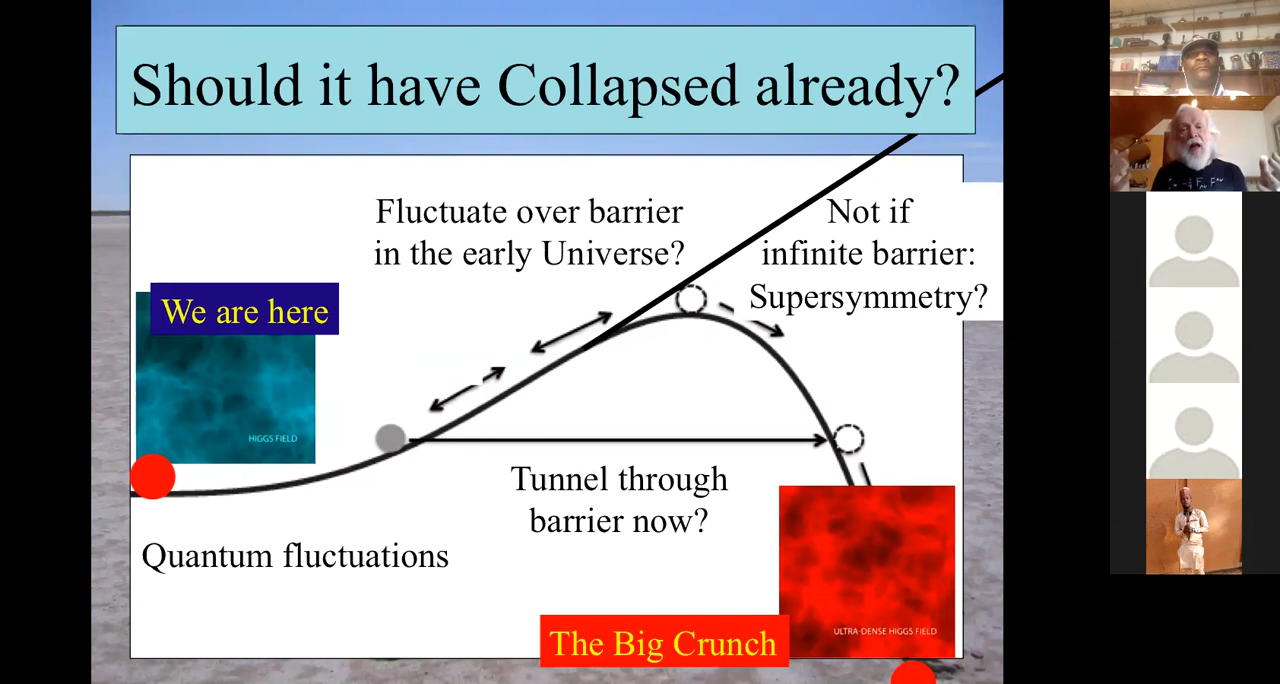 Should it have Collapsed already?
Fluctuate over barrier
in the early Universe?
Not if
infinite barrier:
Supersymmetry?
We are here
HIGGS FIELD
Tunnel through
barrier now?
Quantum fluctuations
ULTRA-DENSE HIGGS FIELD
The Big Crunch